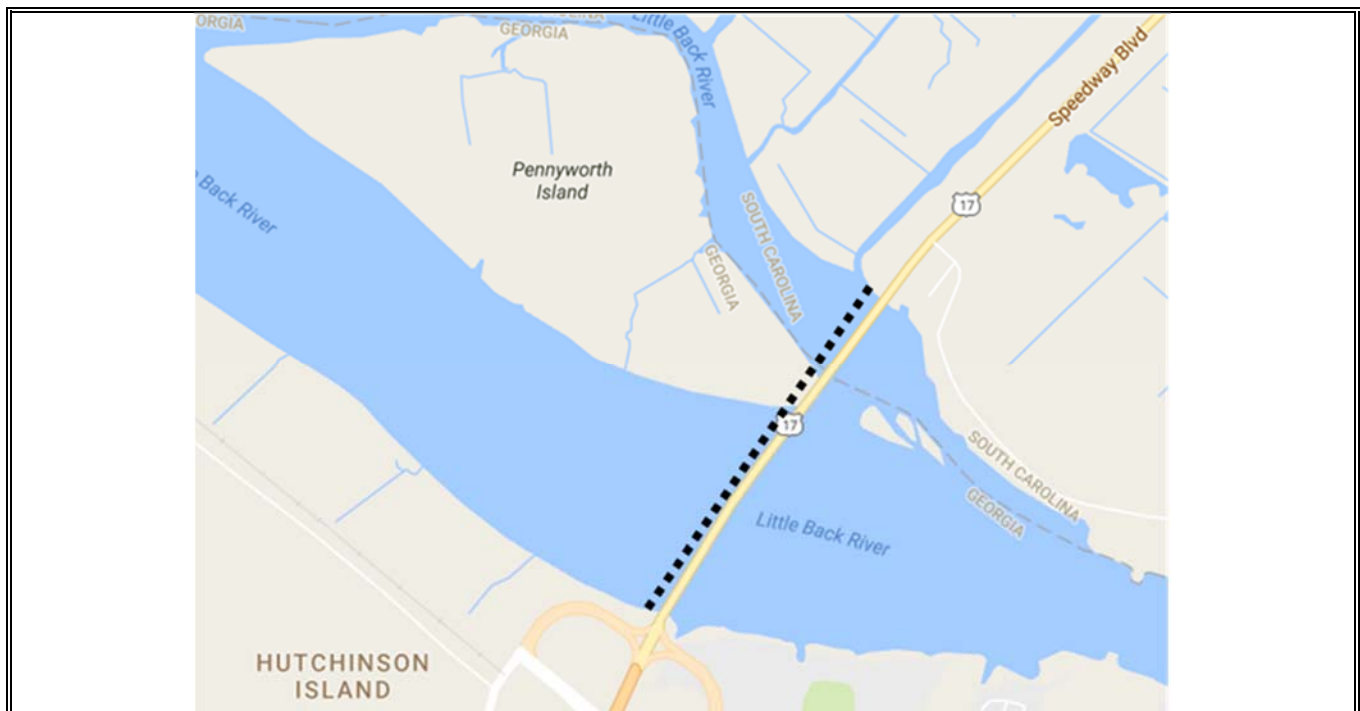 ORGIA
GEORGIA
Little Back River
Speedway Blvd
Pennyworth
Island
Back River
17
SOUTH CAROLINA
GEORGIA
17
Little Back River
SOUTH CAROLINA
GEORGIA
HUTCHINSON
ISLAND